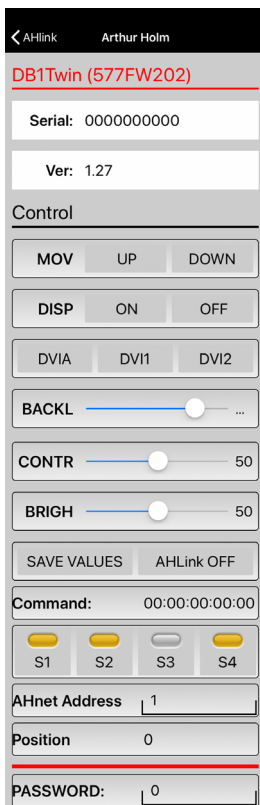 AHlink Arthur Holm
DB1Twin (577FW202)
Serial: 0000000000
Ver: 1.27
Control
MOV UP DOWN
DISP ON OFF
DVIA DVI1 DVI2
BACKL ...
CONTR 50
BRIGH 50
SAVE VALUES AHLink OFF
Command: 00:00:00:00:00
S1 S2 S3 S4
AHnet Address 1
Position 0
PASSWORD: 0